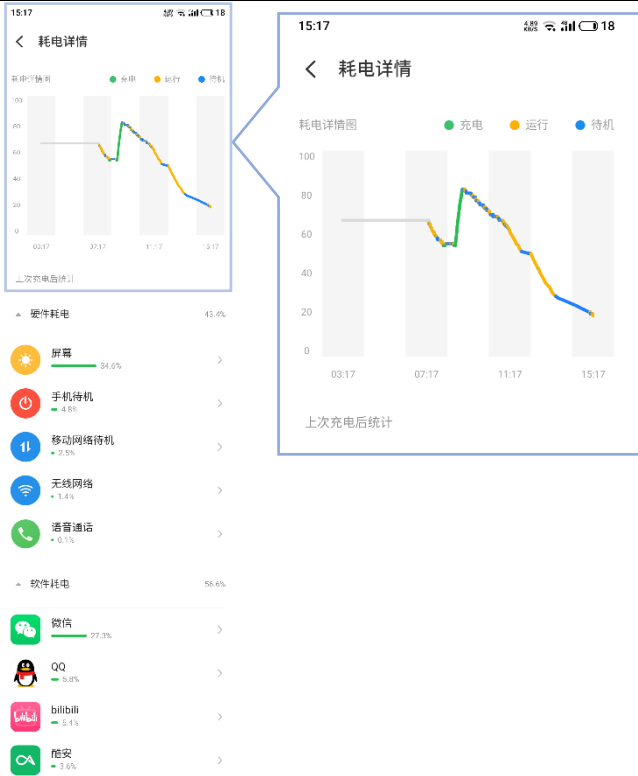 15:17 18
耗电详情
耗电详情图 充电 运行 待机
100
80
60
40
20
0
03:17 07:17 11:17 15:17
上次充电后统计
硬件耗电 43.4%
屏幕
34.6%
手机待机
4.8%
移动网络待机
2.5%
无线网络
1.4%
语音通话
0.1%
软件耗电 56.6%
微信
27.3%
QQ
5.8%
bilibili
5.4%
酷安
3.6%
15:17 4.89 KB/S 4G 18
耗电详情
耗电详情图 充电 运行 待机
100
80
60
40
20
0
03:17 07:17 11:17 15:17
上次充电后统计